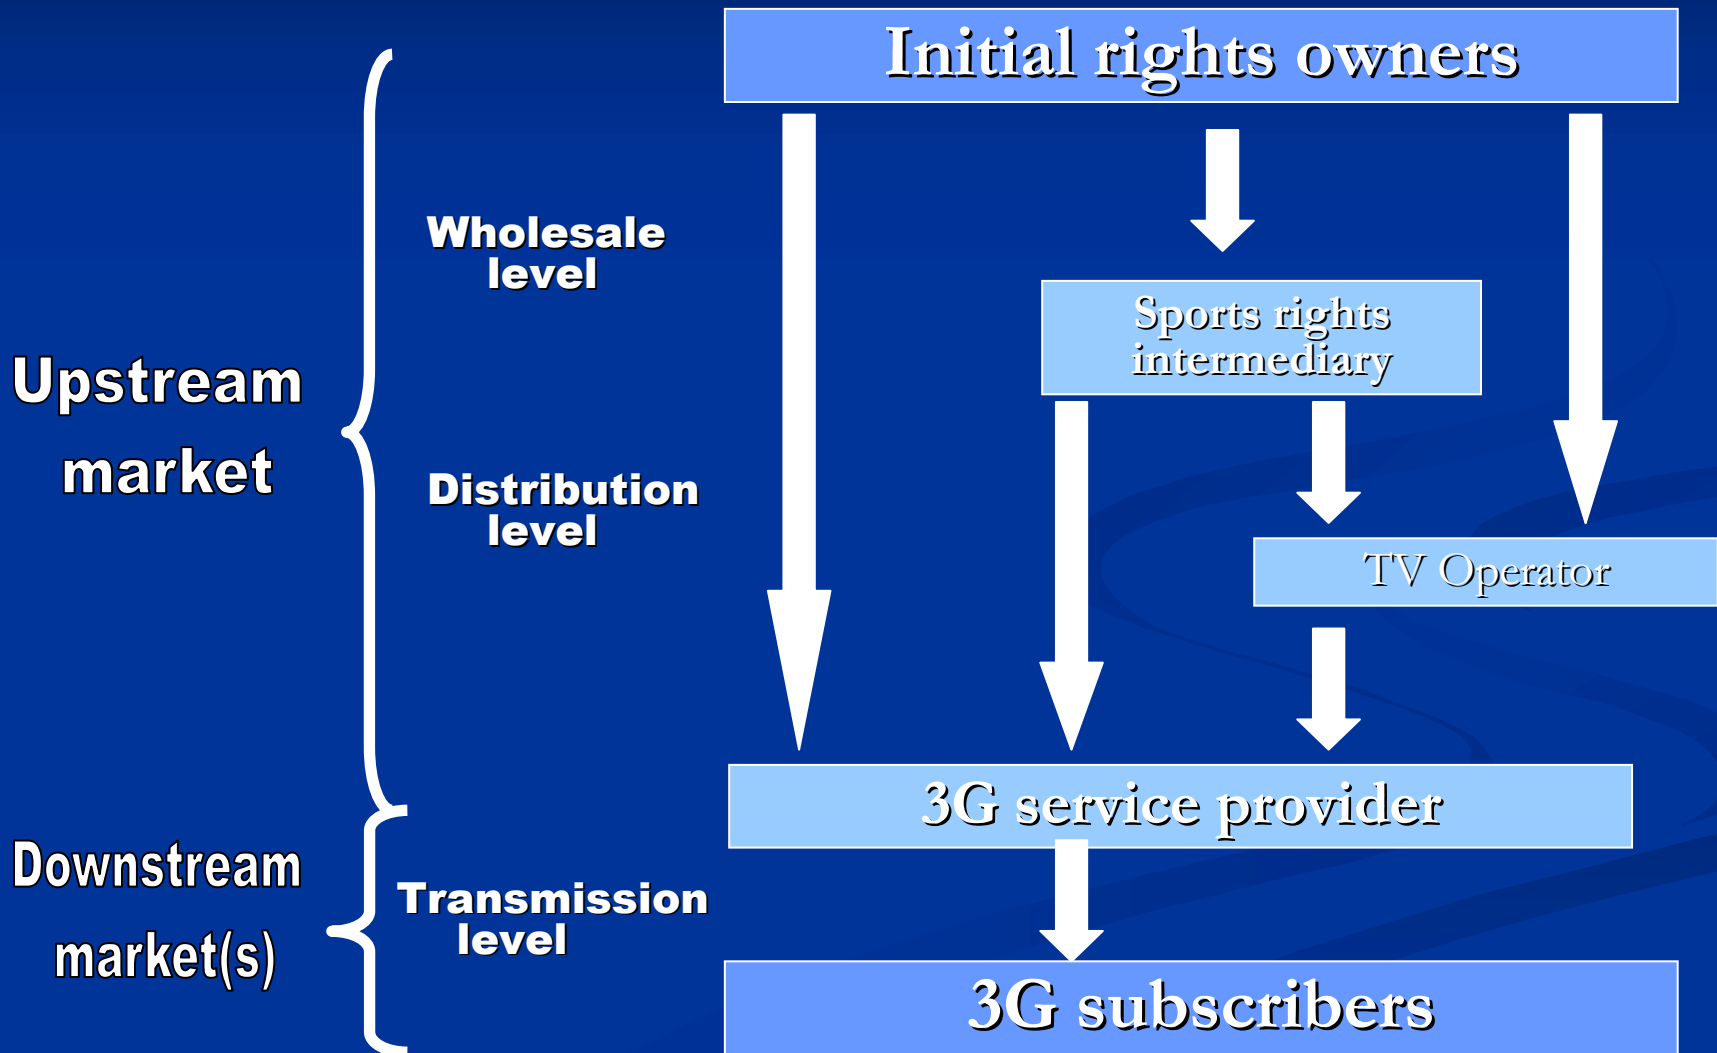 Initial rights owners
Wholesale
level
Sports rights
intermediary
Upstream
market
Distribution
level
TV Operator
3G service provider
Downstream
market(s)
Transmission
level
3G subscribers